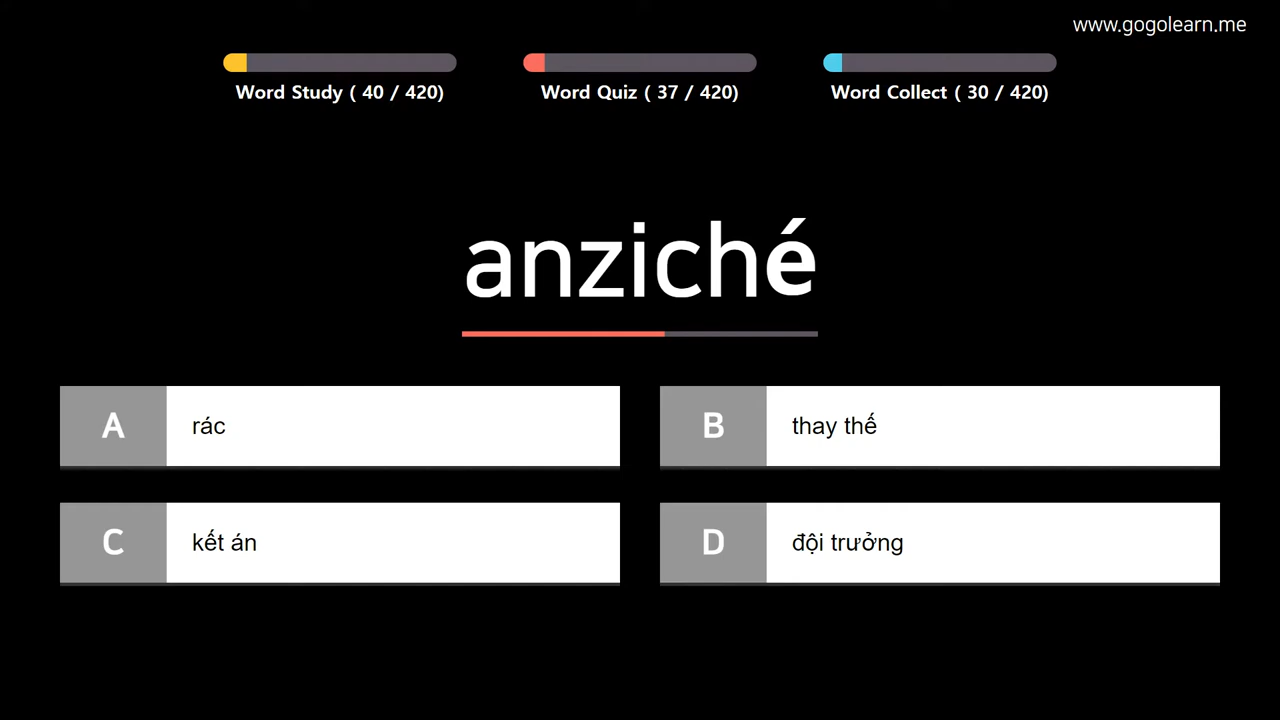 www.gogolearn.me
Word Study ( 40 / 420)
Word Quiz ( 37 / 420)
Word Collect ( 30 / 420)
anziché
A rác
B thay thế
C kết án
D đội trưởng